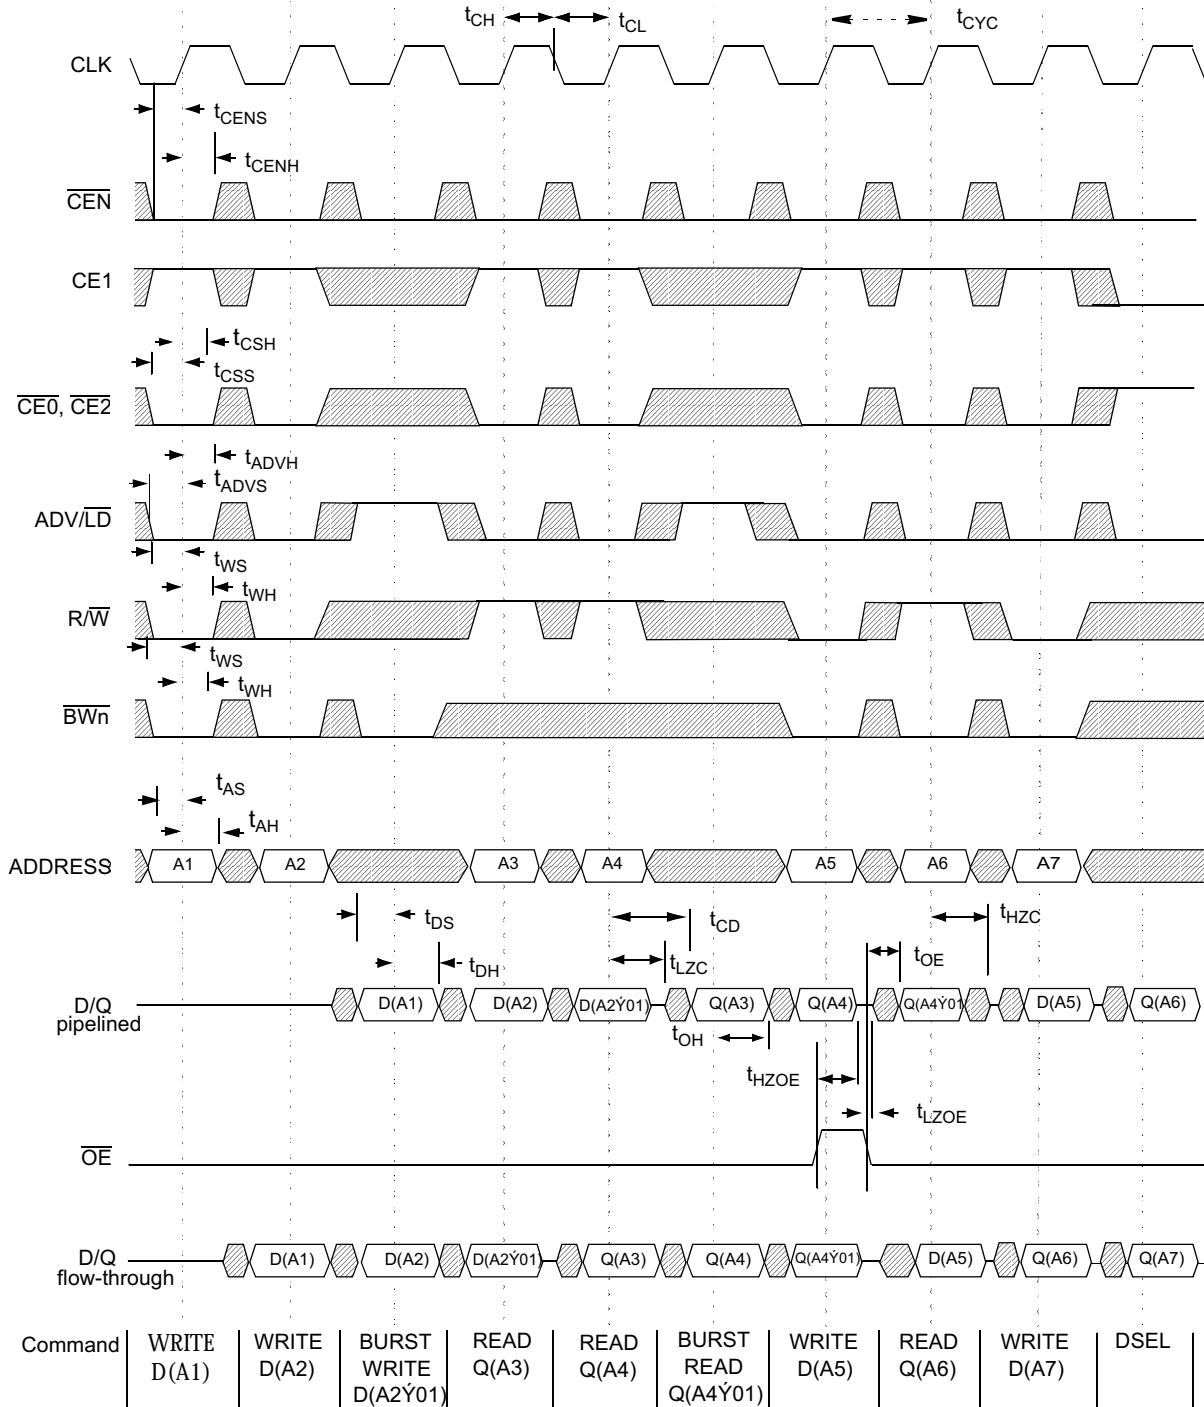 tCH
tCL
tCYC
CLK
tCENS
tCENH
CEN
CE1
tCSH
tCSS
CE0, CE2
tADVH
tADVS
ADV/LD
tWS
tWH
R/W
tWS
tWH
BWn
tAS
tAH
ADDRESS
A1 A2 A3 A4 A5 A6 A7
tDS
tCD
tHZC
tDH
tLZC
tOE
D/Q
pipelined
D(A1) D(A2) D(A2Ý01) Q(A3) Q(A4) Q(A4Ý01) D(A5) Q(A6)
tOH
tHZOE
tLZOE
OE
D/Q
flow-through
D(A1) D(A2) D(A2Ý01) Q(A3) Q(A4) Q(A4Ý01) D(A5) Q(A6) Q(A7)
Command
WRITE
D(A1)
WRITE
D(A2)
BURST
WRITE
D(A2Ý01)
READ
Q(A3)
READ
Q(A4)
BURST
READ
Q(A4Ý01)
WRITE
D(A5)
READ
Q(A6)
WRITE
D(A7)
DSEL